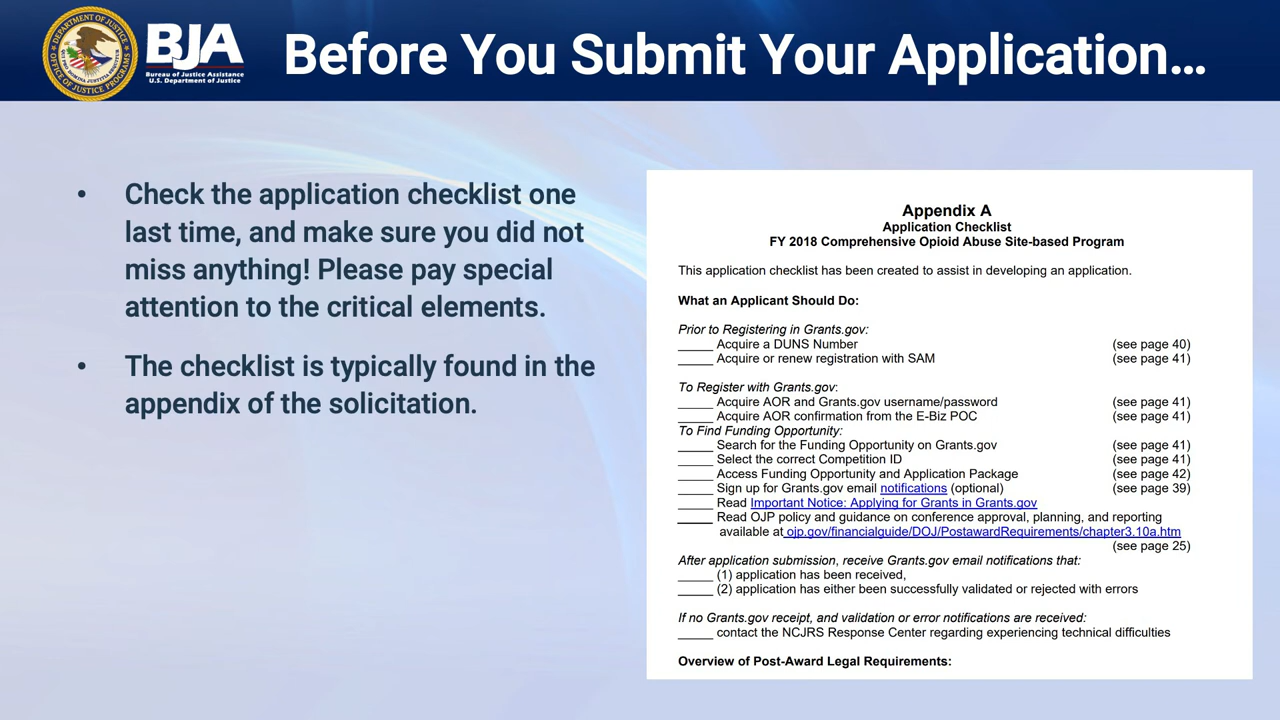 BJA
Bureau of Justice Assistance
U.S. Department of Justice
Before You Submit Your Application...
• Check the application checklist one
last time, and make sure you did not
miss anything! Please pay special
attention to the critical elements.
• The checklist is typically found in the
appendix of the solicitation.
Appendix A
Application Checklist
FY 2018 Comprehensive Opioid Abuse Site-based Program
This application checklist has been created to assist in developing an application.
What an Applicant Should Do:
Prior to Registering in Grants.gov:
_____ Acquire a DUNS Number (see page 40)
_____ Acquire or renew registration with SAM (see page 41)
To Register with Grants.gov:
_____ Acquire AOR and Grants.gov username/password (see page 41)
_____ Acquire AOR confirmation from the E-Biz POC (see page 41)
To Find Funding Opportunity:
_____ Search for the Funding Opportunity on Grants.gov (see page 41)
_____ Select the correct Competition ID (see page 41)
_____ Access Funding Opportunity and Application Package (see page 42)
_____ Sign up for Grants.gov email notifications (optional) (see page 39)
_____ Read Important Notice: Applying for Grants in Grants.gov
_____ Read OJP policy and guidance on conference approval, planning, and reporting
available at ojp.gov/financialguide/DOJ/PostawardRequirements/chapter3.10a.htm
(see page 25)
After application submission, receive Grants.gov email notifications that:
_____ (1) application has been received,
_____ (2) application has either been successfully validated or rejected with errors
If no Grants.gov receipt, and validation or error notifications are received:
_____ contact the NCJRS Response Center regarding experiencing technical difficulties
Overview of Post-Award Legal Requirements: